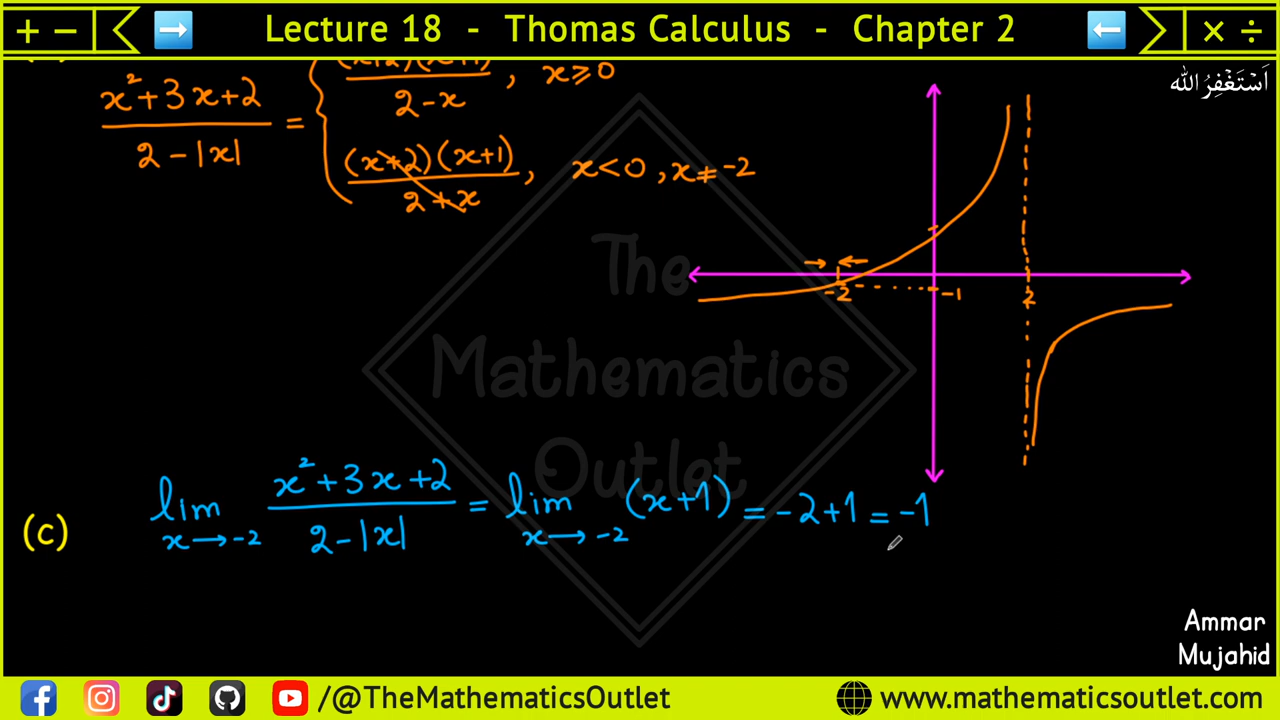 + − Lecture 18 - Thomas Calculus - Chapter 2 × ÷
اَسْتَغْفِرُ اللّٰه
x²+3x+2 / 2-|x| = { / 2-x , x≥0
(x+2)(x+1) / 2+x , x<0 , x≠-2
-2 -1 2
The
Mathematics
Outlet
(c) lim x→-2 x²+3x+2 / 2-|x| = lim x→-2 (x+1) = -2+1 = -1
Ammar
Mujahid
/@TheMathematicsOutlet www.mathematicsoutlet.com